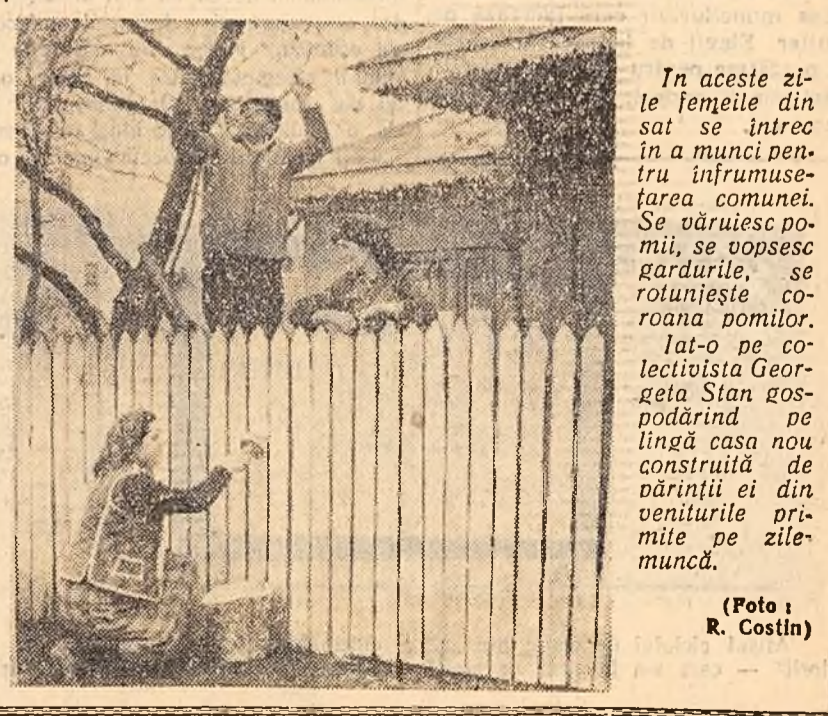 In aceste zi-
le femeile din
sat se întrec
în a munci pen-
tru înfrumuse-
țarea comunei.
Se văruiesc po-
mii, se vopsesc
gardurile, se
rotunjește co-
roana pomilor.
Iat-o pe co-
lectivista Geor-
geta Stan gos-
podărind pe
lîngă casa nou
construită de
părinții ei din
veniturile pri-
mite pe zile-
muncă.
(Foto :
R. Costin)